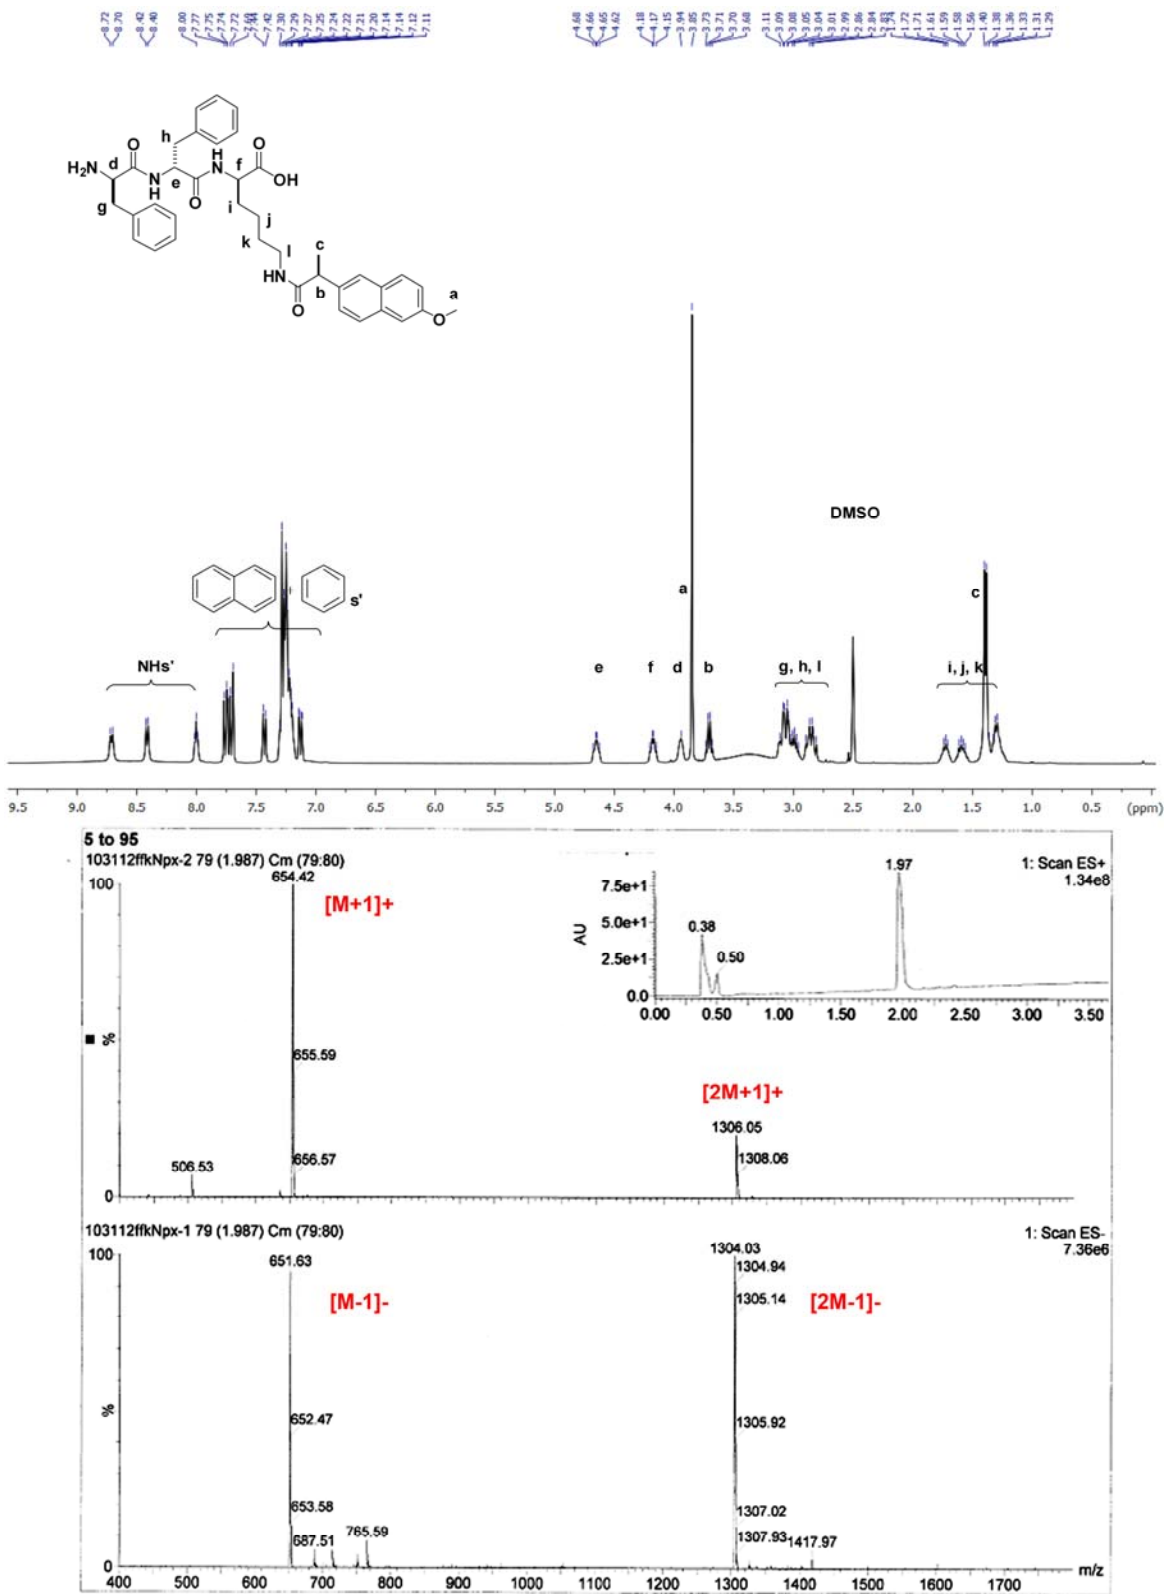 8.72 8.70 8.42 8.40 8.00 7.77 7.75 7.74 7.72 7.69 7.44 7.42 7.30 7.29 7.27 7.25 7.24 7.22 7.21 7.20 7.14 7.14 7.12 7.11
4.68 4.66 4.65 4.62 4.18 4.17 4.15 3.94 3.85 3.73 3.71 3.70 3.68
3.11 3.09 3.08 3.05 3.04 3.01 2.99 2.86 2.84 2.83 1.74 1.72 1.71 1.61 1.59 1.58 1.56 1.40 1.38 1.36 1.33 1.31 1.29
h
H₂N
d
O
N
H
e
O
H
N
f
O
OH
g
i
j
k
l
HN
c
O
b
a
O
DMSO
s'
NHs'
e
f
d
a
b
g, h, l
c
i, j, k
9.5 9.0 8.5 8.0 7.5 7.0 6.5 6.0 5.5 5.0 4.5 4.0 3.5 3.0 2.5 2.0 1.5 1.0 0.5 (ppm)
5 to 95
103112ffkNpx-2 79 (1.987) Cm (79:80)
1: Scan ES+
1.34e8
100
%
0
654.42
[M+1]+
655.59
656.57
506.53
[2M+1]+
1306.05
1308.06
AU
7.5e+1
5.0e+1
2.5e+1
0.0
0.38
0.50
1.97
0.00 0.50 1.00 1.50 2.00 2.50 3.00 3.50
103112ffkNpx-1 79 (1.987) Cm (79:80)
1: Scan ES-
7.36e6
100
%
0
651.63
[M-1]-
652.47
653.58
687.51
765.59
1304.03
1304.94
1305.14
[2M-1]-
1305.92
1307.02
1307.93
1417.97
m/z
400 500 600 700 800 900 1000 1100 1200 1300 1400 1500 1600 1700